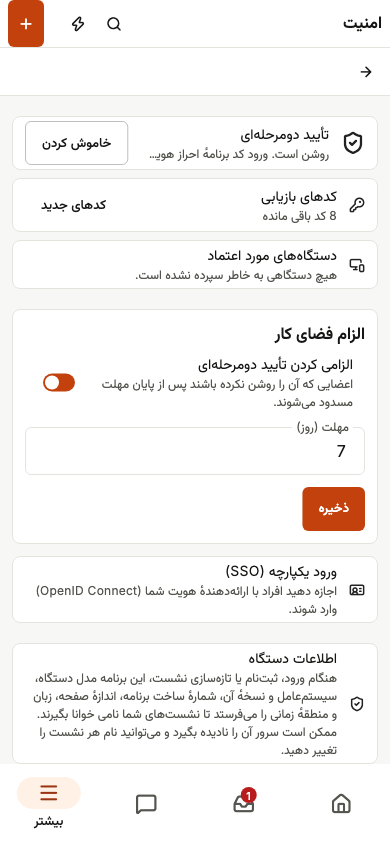 امنیت
تأیید دومرحله‌ای
روشن است. ورود کد برنامهٔ احراز هویـ...
خاموش کردن
کدهای بازیابی
8 کد باقی مانده
کدهای جدید
دستگاه‌های مورد اعتماد
هیچ دستگاهی به خاطر سپرده نشده است.
الزام فضای کار
الزامی کردن تأیید دومرحله‌ای
اعضایی که آن را روشن نکرده باشند پس از پایان مهلت
مسدود می‌شوند.
مهلت (روز)
7
ذخیره
ورود یکپارچه (SSO)
اجازه دهید افراد با ارائه‌دهندهٔ هویت شما (OpenID Connect)
وارد شوند.
اطلاعات دستگاه
هنگام ورود، ثبت‌نام یا تازه‌سازی نشست، این برنامه مدل دستگاه،
سیستم‌عامل و نسخهٔ آن، شمارهٔ ساخت برنامه، اندازهٔ صفحه، زبان
و منطقهٔ زمانی را می‌فرستد تا نشست‌های شما نامی خوانا بگیرند.
ممکن است سرور آن را نادیده بگیرد و می‌توانید نام هر نشست را
تغییر دهید.
1
بیشتر